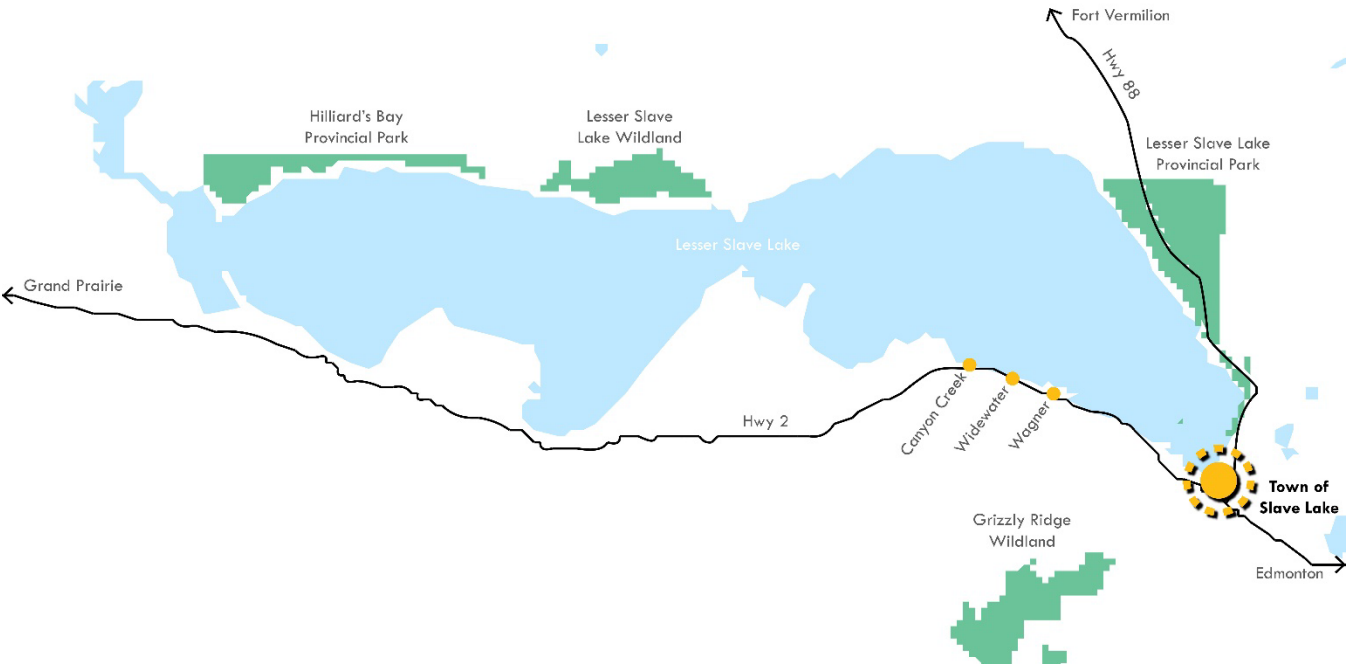 Fort Vermilion
Hwy 88
Hilliard's Bay
Provincial Park
Lesser Slave
Lake Wildland
Lesser Slave Lake
Provincial Park
Lesser Slave Lake
Grand Prairie
Hwy 2
Canyon Creek
Widewater
Wagner
Town of
Slave Lake
Grizzly Ridge
Wildland
Edmonton